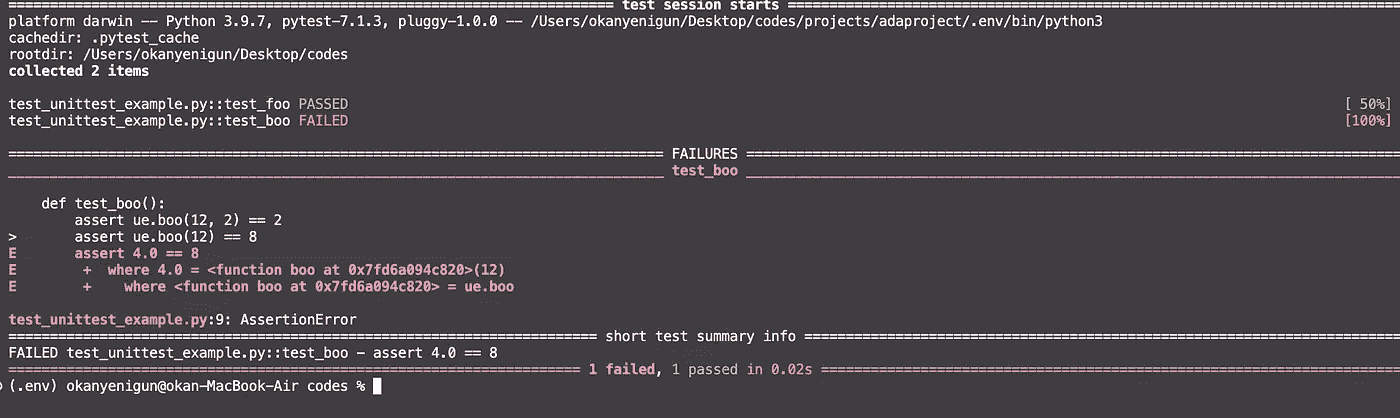 ============================================================================ test session starts ============================================================================
platform darwin -- Python 3.9.7, pytest-7.1.3, pluggy-1.0.0 -- /Users/okanyenigun/Desktop/codes/projects/adaproject/.env/bin/python3
cachedir: .pytest_cache
rootdir: /Users/okanyenigun/Desktop/codes
collected 2 items
test_unittest_example.py::test_foo PASSED [ 50%]
test_unittest_example.py::test_boo FAILED [100%]
================================================================================= FAILURES =================================================================================
_________________________________________________________________________________ test_boo _________________________________________________________________________________
    def test_boo():
        assert ue.boo(12, 2) == 2
>       assert ue.boo(12) == 8
E       assert 4.0 == 8
E        +  where 4.0 = <function boo at 0x7fd6a094c820>(12)
E        +    where <function boo at 0x7fd6a094c820> = ue.boo
test_unittest_example.py:9: AssertionError
========================================================================= short test summary info ==========================================================================
FAILED test_unittest_example.py::test_boo - assert 4.0 == 8
======================================================================= 1 failed, 1 passed in 0.02s ========================================================================
(.env) okanyenigun@okan-MacBook-Air codes %